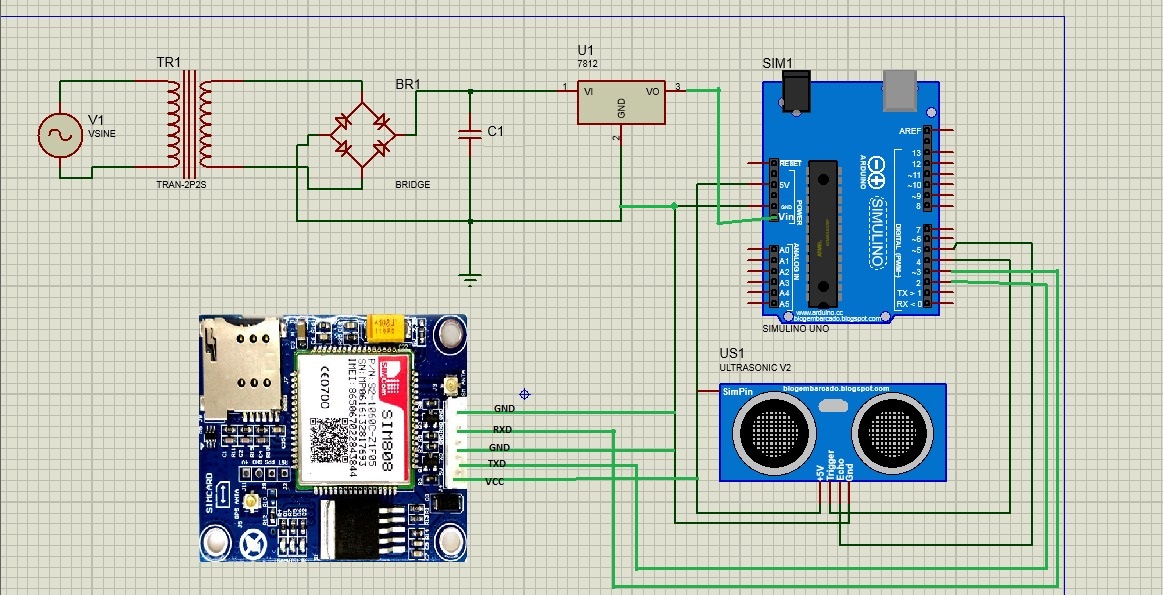 TR1
V1
VSINE
TRAN-2P2S
BR1
BRIDGE
C1
U1
7812
1
VI
VO
3
GND
2
SIM1
AREF
13
12
~11
~10
~9
8
RESET
5V
GND
Vin
POWER
ARDUINO
SIMULINO
A0
A1
A2
A3
A4
A5
ANALOG IN
DIGITAL (PWM~)
7
~6
~5
4
~3
2
TX > 1
RX < 0
www.arduino.cc
blogembarcado.blogspot.com
SIMULINO UNO
US1
ULTRASONIC V2
SimPin
blogembarcado.blogspot.com
+5V
Trigger
Echo
Gnd
GND
RXD
GND
TXD
VCC
SIM808
SIMCARD